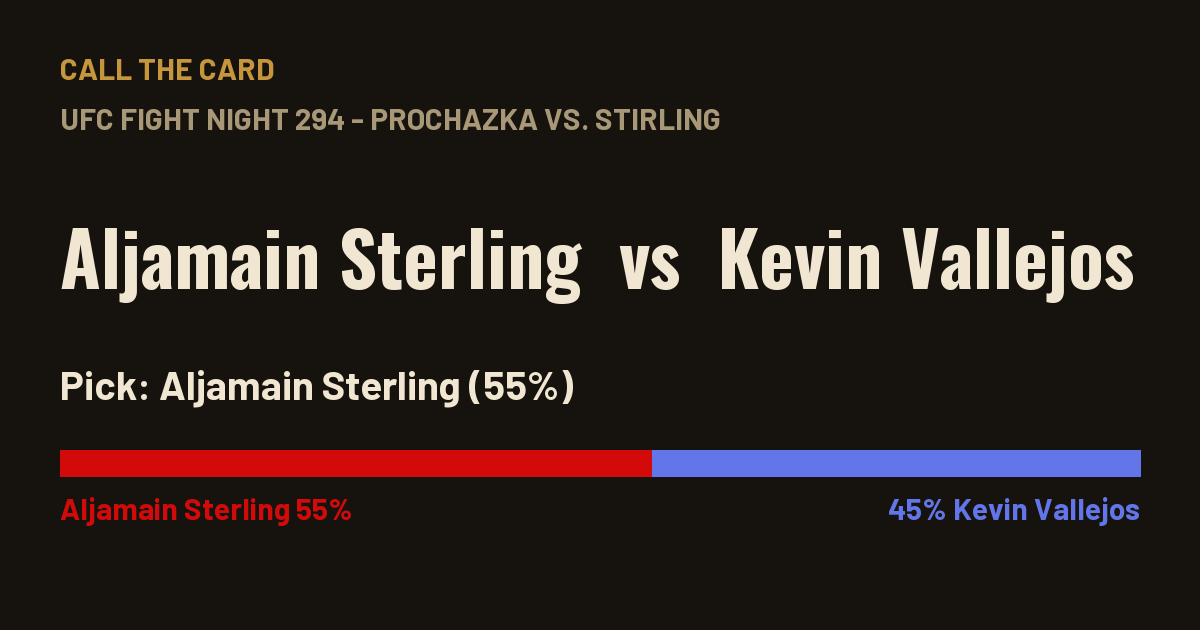 CALL THE CARD
UFC FIGHT NIGHT 294 - PROCHAZKA VS. STIRLING
Aljamain Sterling vs Kevin Vallejos
Pick: Aljamain Sterling (55%)
Aljamain Sterling 55% 45% Kevin Vallejos